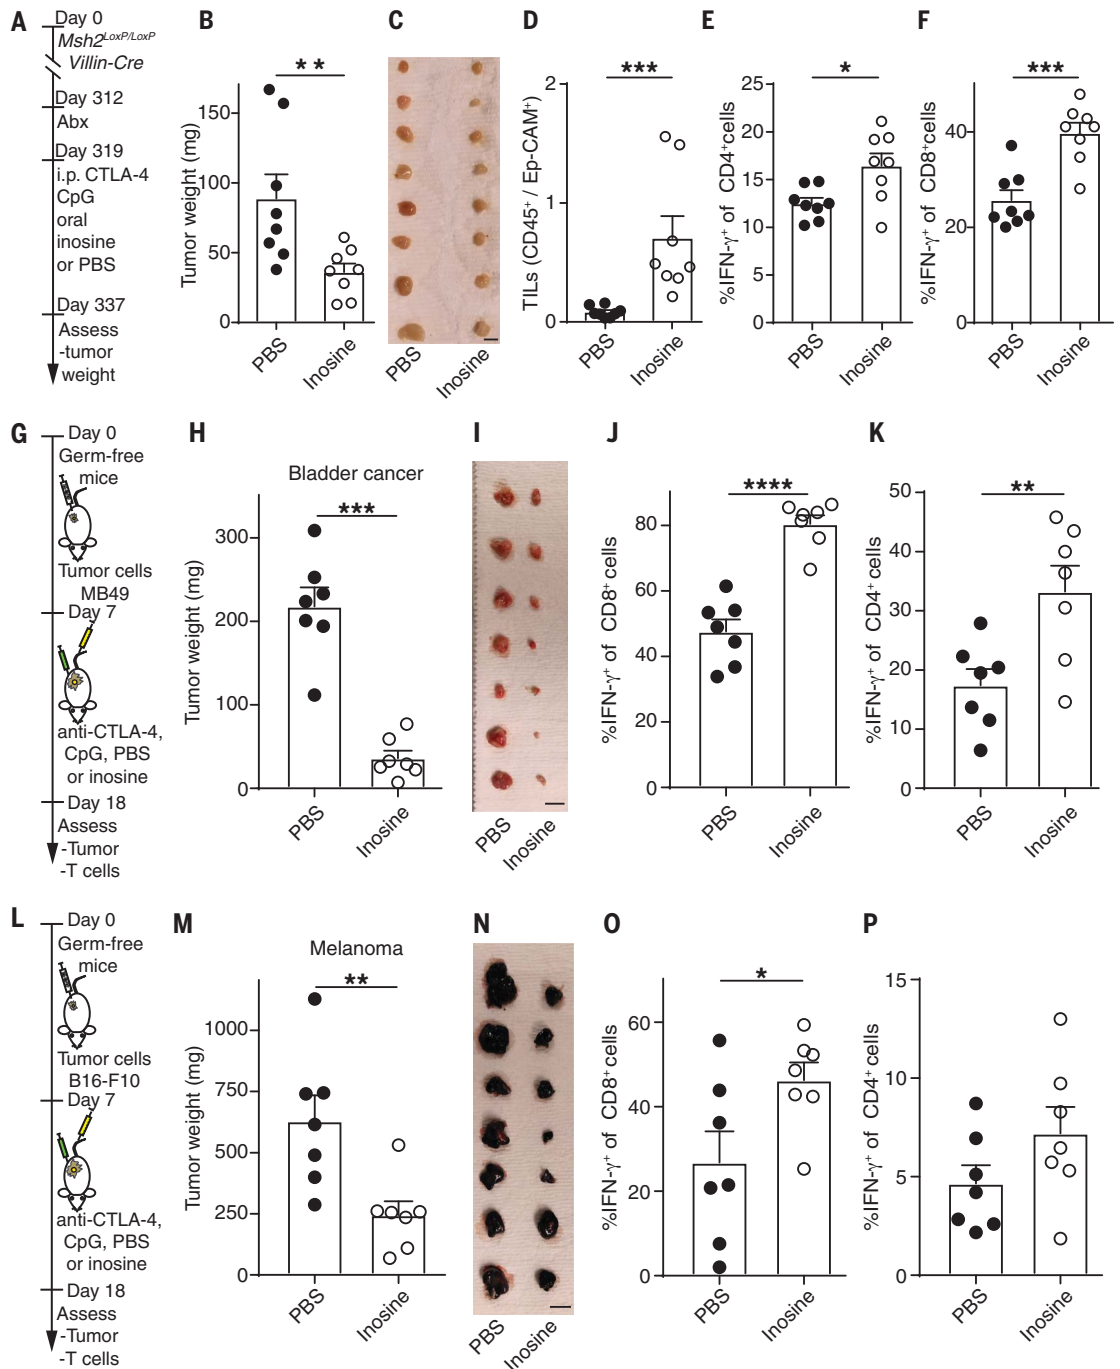 A
Day 0
Msh2LoxP/LoxP
Villin-Cre
Day 312
Abx
Day 319
i.p. CTLA-4
CpG
oral
inosine
or PBS
Day 337
Assess
-tumor
weight
B
Tumor weight (mg)
150
100
50
0
**
PBS
Inosine
C
PBS
Inosine
D
TILs (CD45+ / Ep-CAM+)
2
1
0
***
PBS
Inosine
E
%IFN-γ+ of CD4+cells
25
20
15
10
5
0
*
PBS
Inosine
F
%IFN-γ+ of CD8+cells
40
20
0
***
PBS
Inosine
G
Day 0
Germ-free
mice
Tumor cells
MB49
Day 7
anti-CTLA-4,
CpG, PBS
or inosine
Day 18
Assess
-Tumor
-T cells
H
Bladder cancer
Tumor weight (mg)
300
200
100
0
***
PBS
Inosine
I
PBS
Inosine
J
%IFN-γ+ of CD8+ cells
80
60
40
20
0
****
PBS
Inosine
K
%IFN-γ+ of CD4+ cells
50
40
30
20
10
0
**
PBS
Inosine
L
Day 0
Germ-free
mice
Tumor cells
B16-F10
Day 7
anti-CTLA-4,
CpG, PBS
or inosine
Day 18
Assess
-Tumor
-T cells
M
Melanoma
Tumor weight (mg)
1000
750
500
250
0
**
PBS
Inosine
N
PBS
Inosine
O
%IFN-γ+ of CD8+cells
60
40
20
0
*
PBS
Inosine
P
%IFN-γ+ of CD4+cells
15
10
5
0
PBS
Inosine